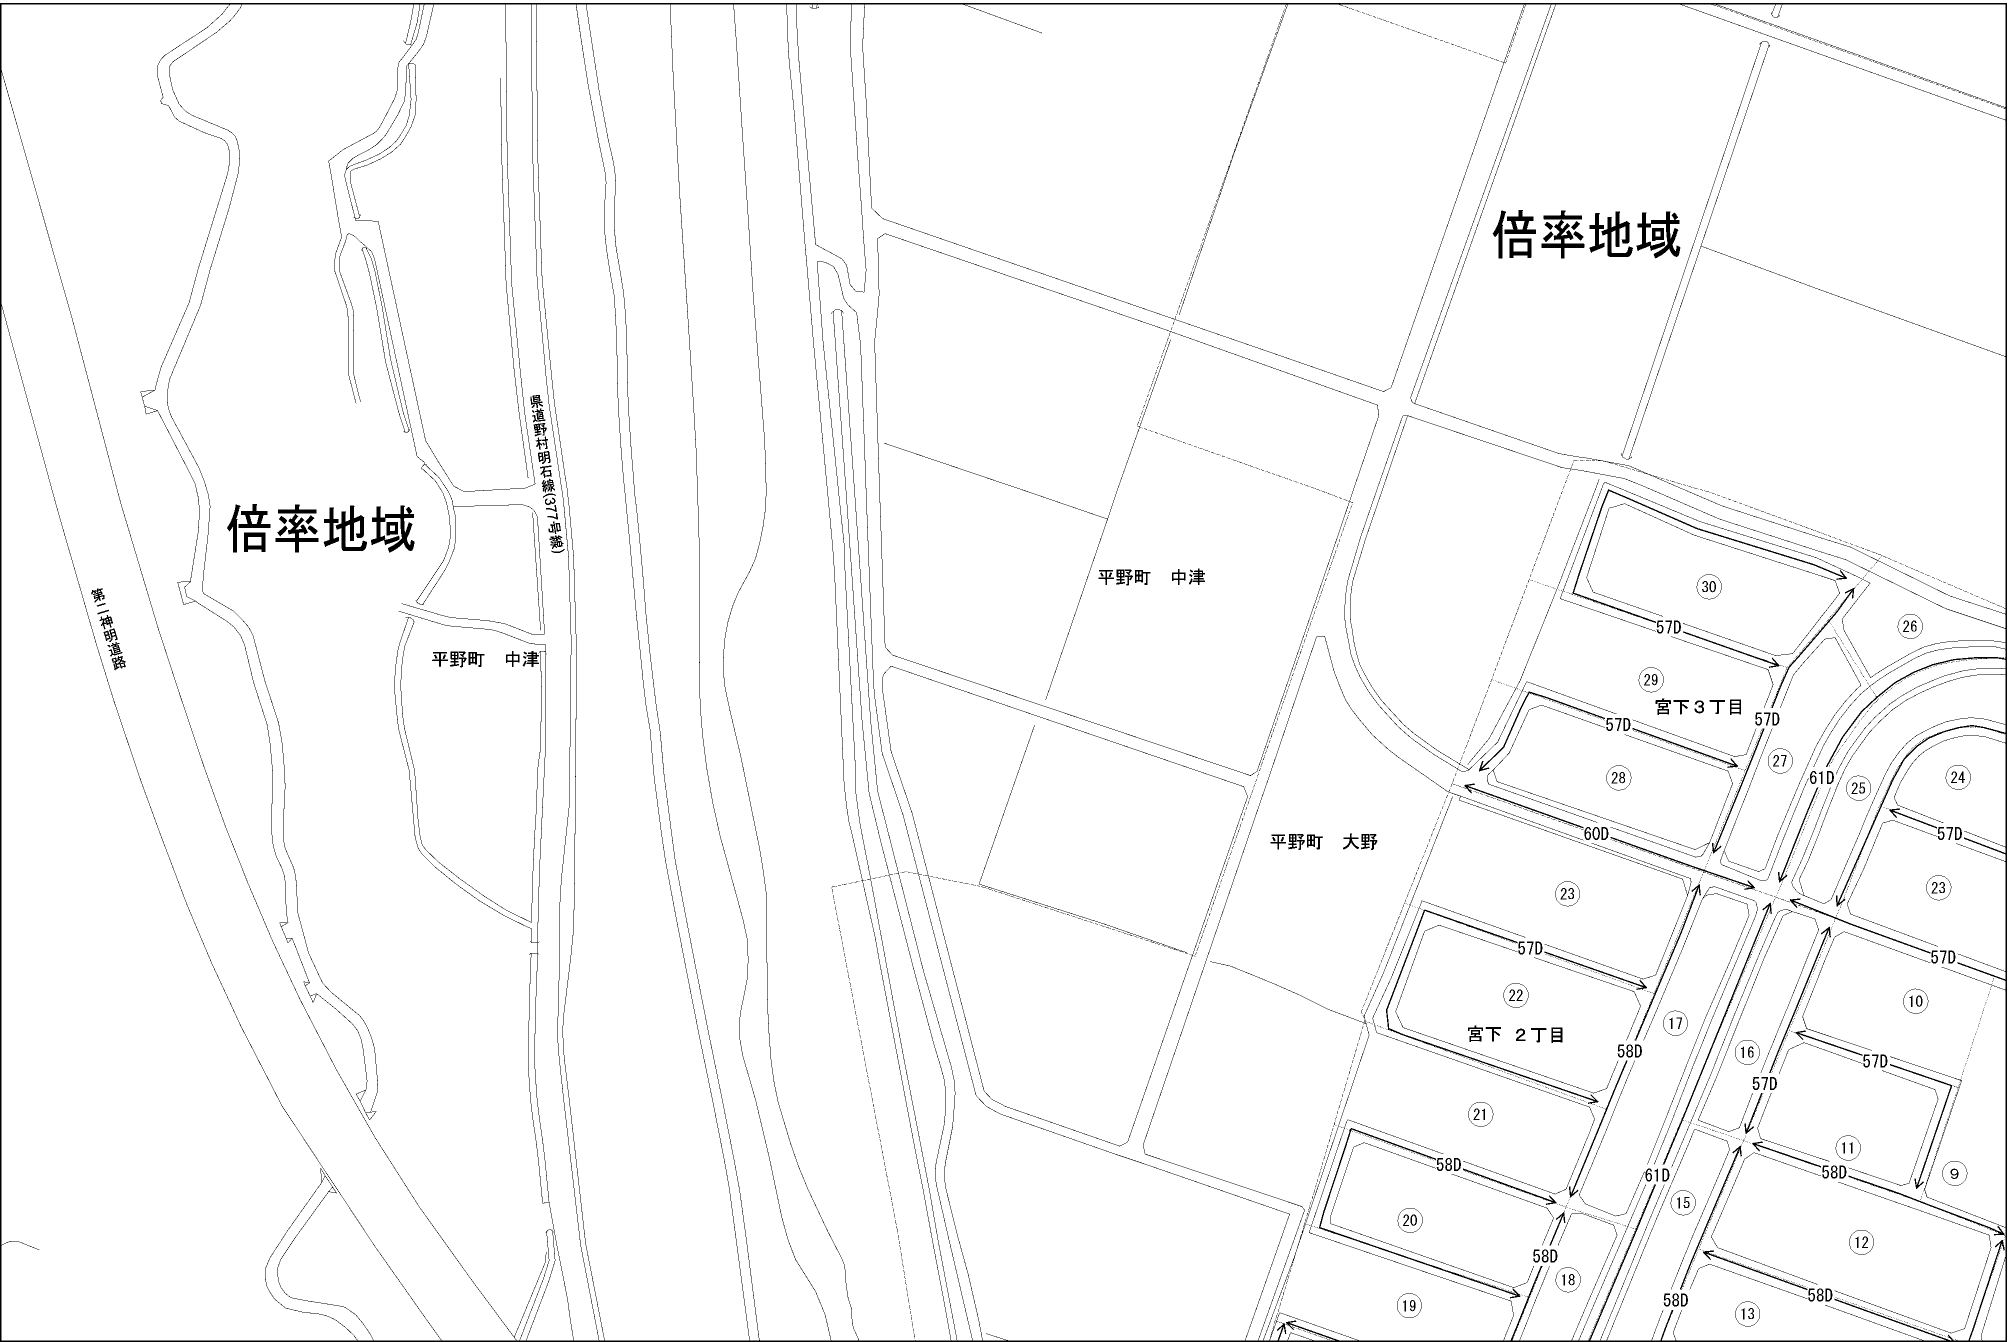 倍率地域
県道野村明石線(377号線)
倍率地域
平野町　中津
30
26
第二神明道路
57D
平野町　中津
29
宮下３丁目
57D
57D
28
27
61D
24
25
60D
57D
平野町　大野
23
23
57D
57D
22
10
17
宮下　２丁目
58D
16
57D
57D
21
11
58D
58D
61D
9
15
20
12
58D
18
58D
58D
19
13